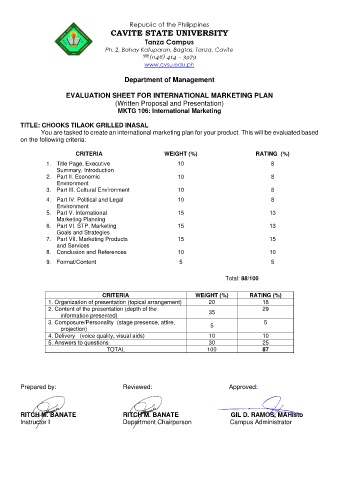 Republic of the Philippines
CAVITE STATE UNIVERSITY
Tanza Campus
Ph. 2, Bahay Katuparan, Bagtas, Tanza, Cavite
☎(046) 414 - 3979
www.cvsu.edu.ph
Department of Management
EVALUATION SHEET FOR INTERNATIONAL MARKETING PLAN
(Written Proposal and Presentation)
MKTG 106: International Marketing
TITLE: CHOOKS TILAOK GRILLED INASAL
You are tasked to create an international marketing plan for your product. This will be evaluated based
on the following criteria:
CRITERIA WEIGHT (%) RATING (%)
1. Title Page, Executive 10 8
Summary, Introduction
2. Part II. Economic 10 8
Environment
3. Part III. Cultural Environment 10 8
4. Part IV. Political and Legal 10 8
Environment
5. Part V. International 15 13
Marketing Planning
6. Part VI. STP, Marketing 15 13
Goals and Strategies
7. Part VII. Marketing Products 15 15
and Services
8. Conclusion and References 10 10
9. Format/Content 5 5
Total: 88/100
CRITERIA WEIGHT (%) RATING (%)
1. Organization of presentation (topical arrangement) 20 18
2. Content of the presentation (depth of the 35 29
information presented)
3. Composure/Personality (stage presence, attire, 5 5
projection)
4. Delivery (voice quality, visual aids) 10 10
5. Answers to questions 30 25
TOTAL 100 87
Prepared by: Reviewed: Approved:
RITCH M. BANATE RITCH M. BANATE GIL D. RAMOS, MAHisto
Instructor I Department Chairperson Campus Administrator